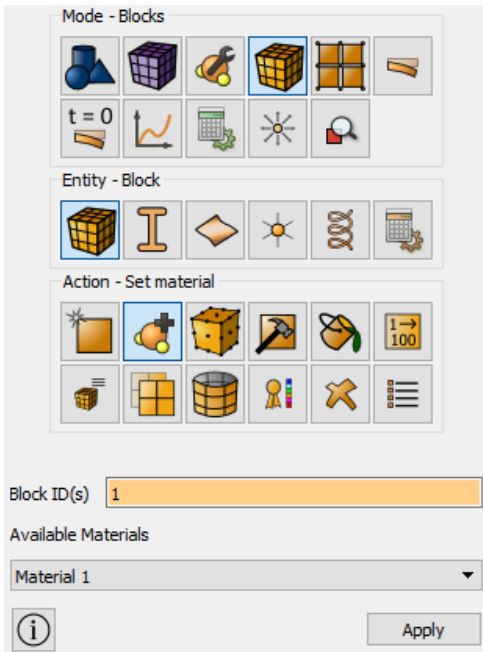 Mode - Blocks
t = 0
Entity - Block
Action - Set material
1→
100
Block ID(s) 1
Available Materials
Material 1
i Apply